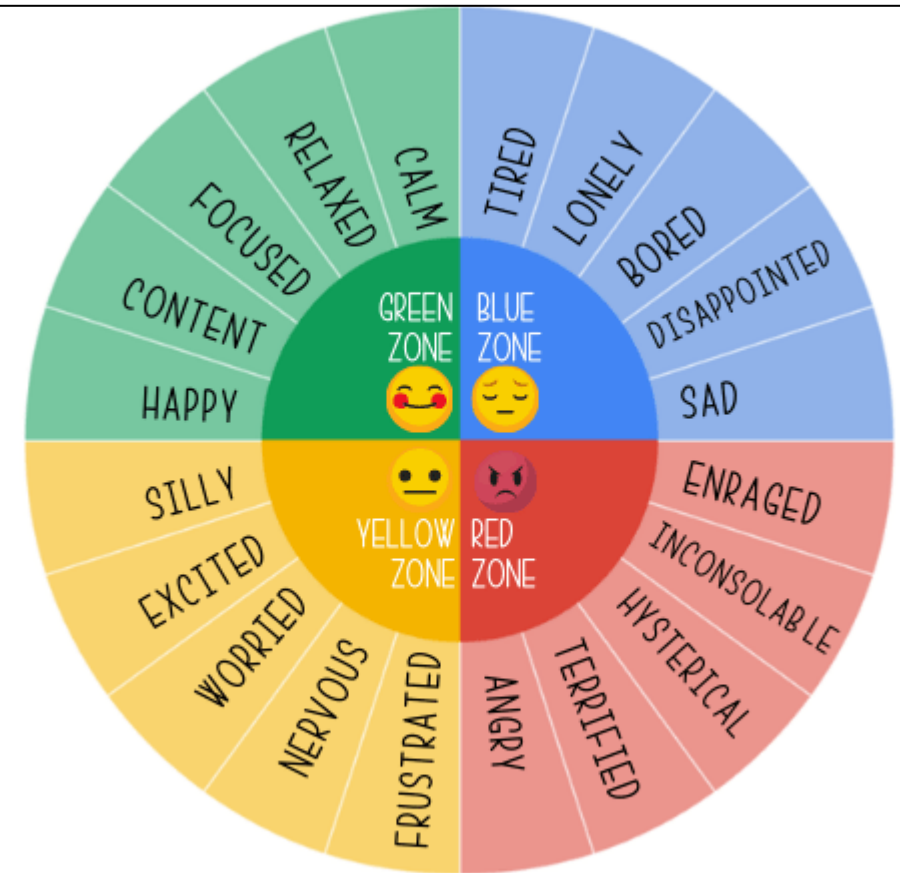 CALM
RELAXED
FOCUSED
CONTENT
HAPPY
GREEN
ZONE
TIRED
LONELY
BORED
DISAPPOINTED
SAD
BLUE
ZONE
SILLY
EXCITED
WORRIED
NERVOUS
FRUSTRATED
YELLOW
ZONE
ENRAGED
INCONSOLABLE
HYSTERICAL
TERRIFIED
ANGRY
RED
ZONE